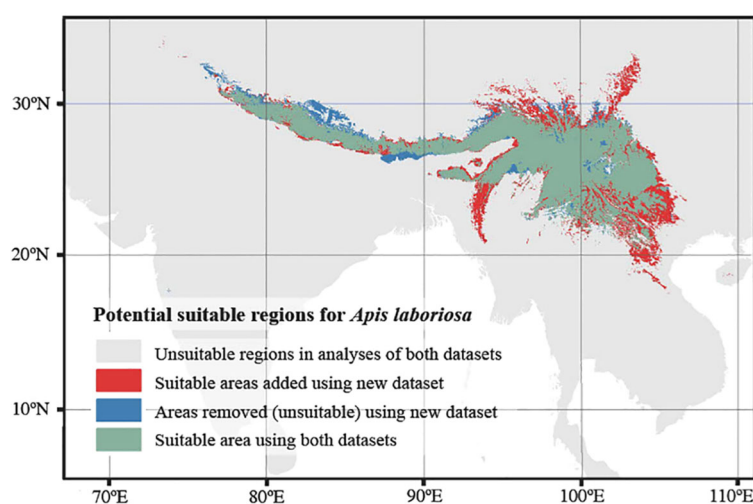 30ºN
20ºN
Potential suitable regions for Apis laboriosa
Unsuitable regions in analyses of both datasets
Suitable areas added using new dataset
Areas removed (unsuitable) using new dataset
Suitable area using both datasets
10ºN
70ºE 80ºE 90ºE 100ºE 110ºE